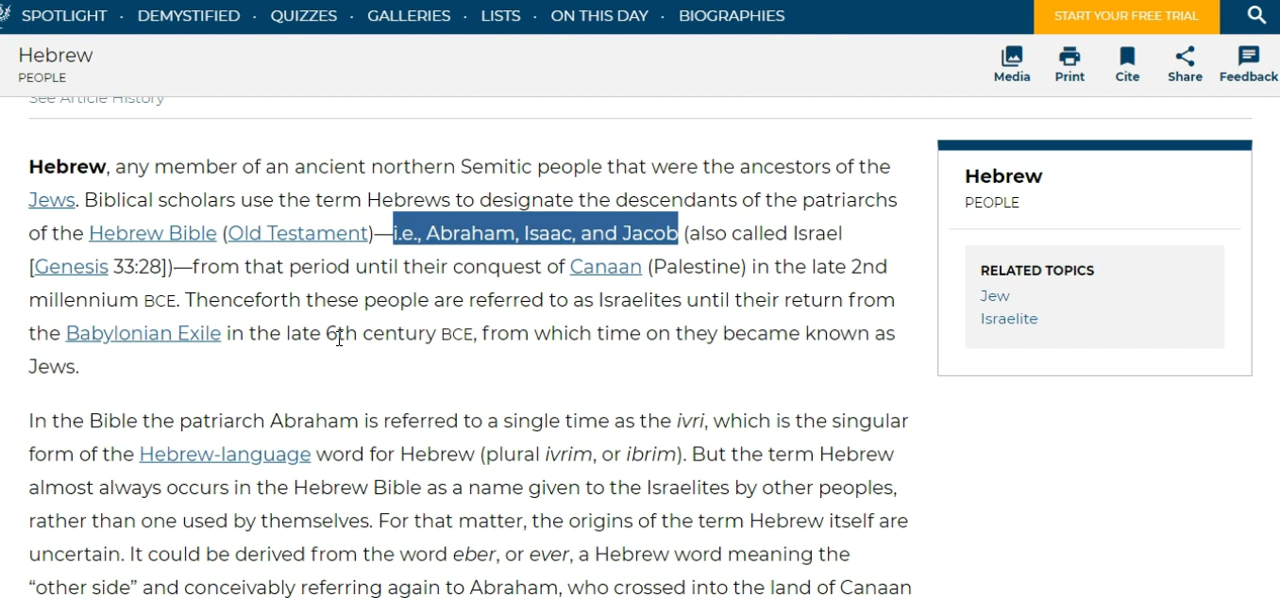 SPOTLIGHT · DEMYSTIFIED · QUIZZES · GALLERIES · LISTS · ON THIS DAY · BIOGRAPHIES
START YOUR FREE TRIAL
Hebrew
PEOPLE
Media Print Cite Share Feedback
See Article History
Hebrew, any member of an ancient northern Semitic people that were the ancestors of the
Jews. Biblical scholars use the term Hebrews to designate the descendants of the patriarchs
of the Hebrew Bible (Old Testament)—i.e., Abraham, Isaac, and Jacob (also called Israel
[Genesis 33:28])—from that period until their conquest of Canaan (Palestine) in the late 2nd
millennium BCE. Thenceforth these people are referred to as Israelites until their return from
the Babylonian Exile in the late 6th century BCE, from which time on they became known as
Jews.
In the Bible the patriarch Abraham is referred to a single time as the ivri, which is the singular
form of the Hebrew-language word for Hebrew (plural ivrim, or ibrim). But the term Hebrew
almost always occurs in the Hebrew Bible as a name given to the Israelites by other peoples,
rather than one used by themselves. For that matter, the origins of the term Hebrew itself are
uncertain. It could be derived from the word eber, or ever, a Hebrew word meaning the
“other side” and conceivably referring again to Abraham, who crossed into the land of Canaan
Hebrew
PEOPLE
RELATED TOPICS
Jew
Israelite